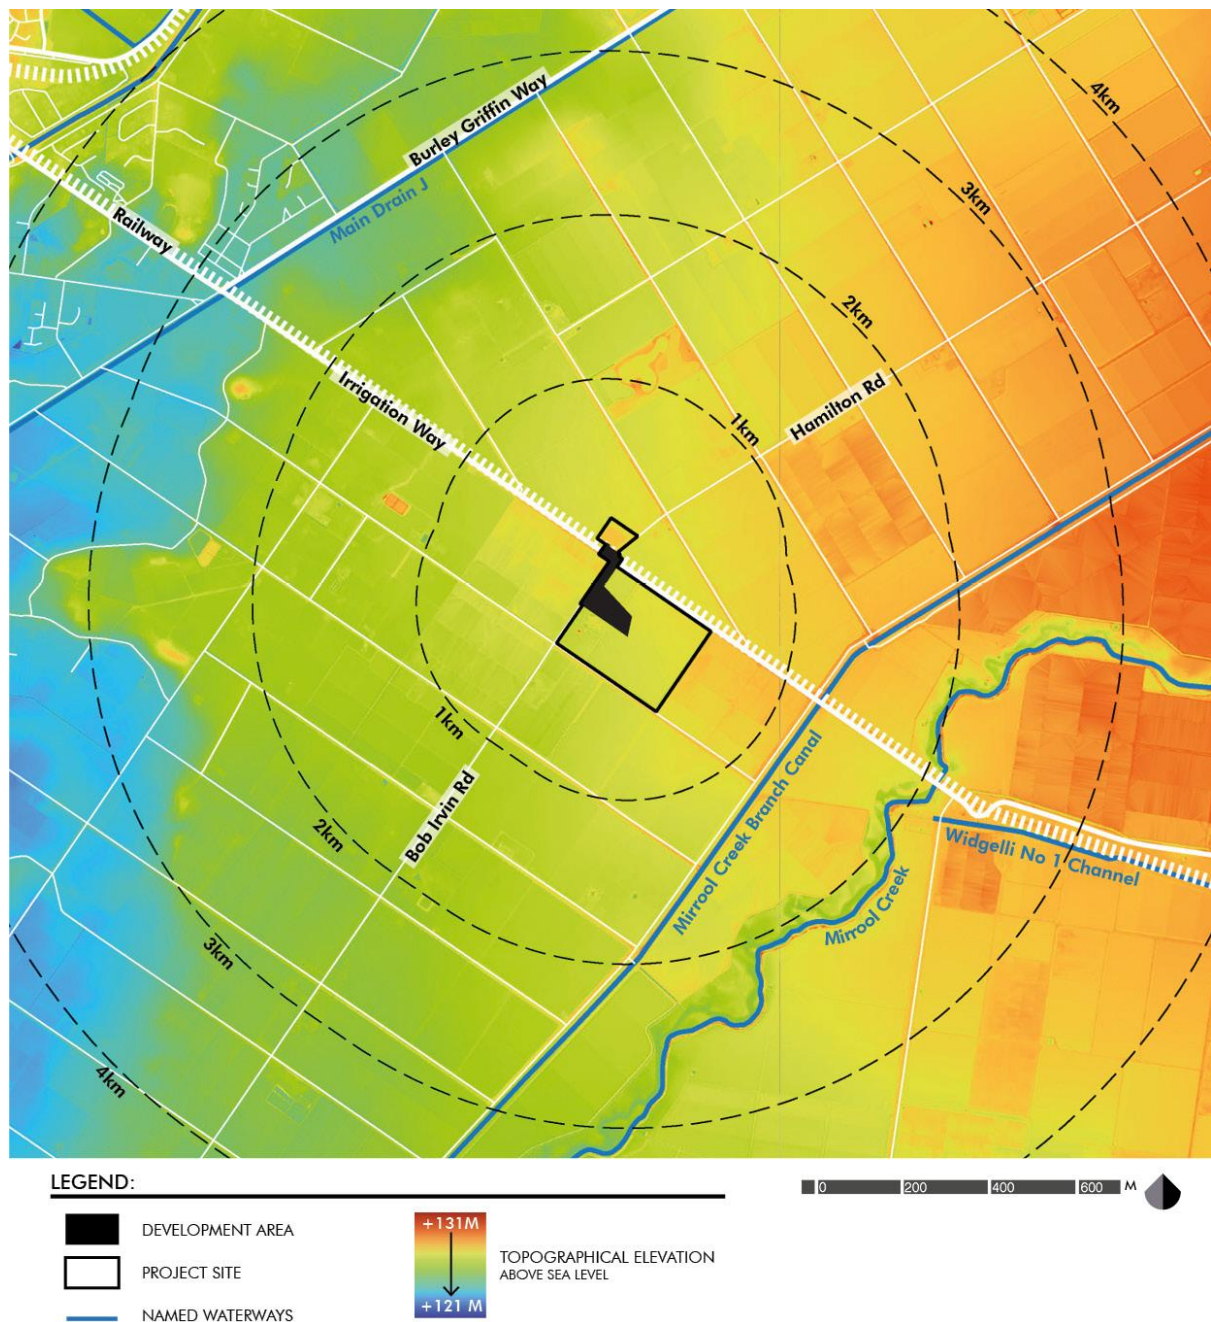 4km
Burley Griffin Way
3km
Main Drain J
Railway
2km
Irrigation Way
Hamilton Rd
1km
1km
Bob Irvin Rd
Mirrool Creek Branch Canal
2km
Widgelli No 1 Channel
Mirrool Creek
3km
4km
LEGEND:
0 200 400 600 M
DEVELOPMENT AREA
PROJECT SITE
NAMED WATERWAYS
+131M
+121 M
TOPOGRAPHICAL ELEVATION
ABOVE SEA LEVEL